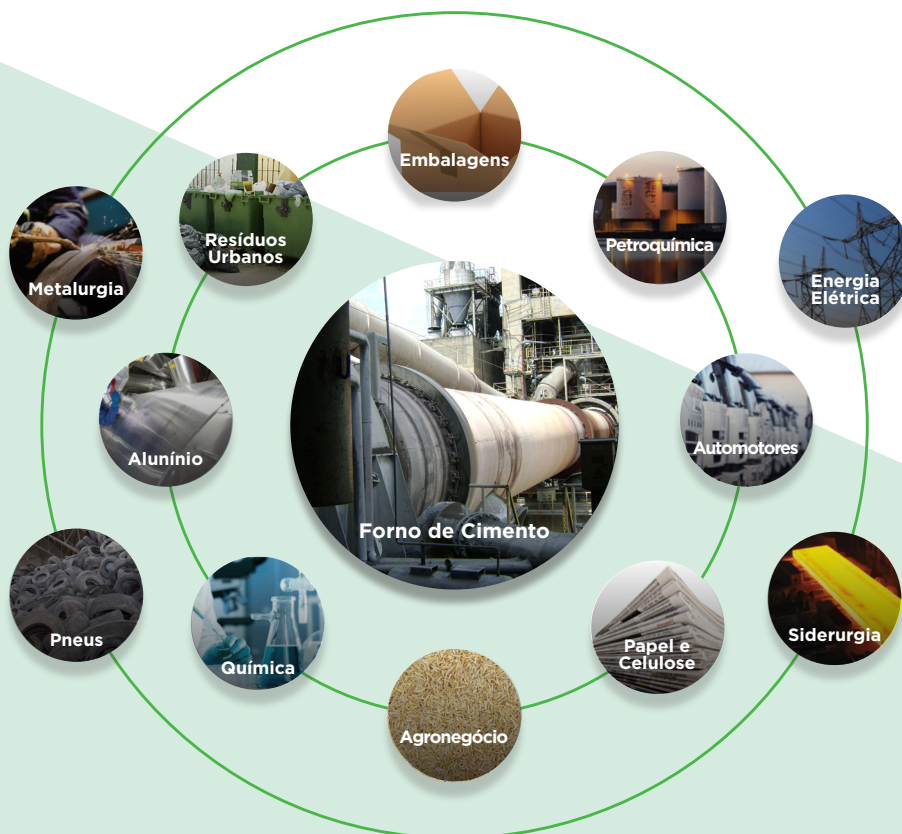 Embalagens
Resíduos
Urbanos
Petroquímica
Metalurgia
Energia
Elétrica
Alunínio
Automotores
Forno de Cimento
Pneus
Química
Papel e
Celulose
Siderurgia
Agronegócio